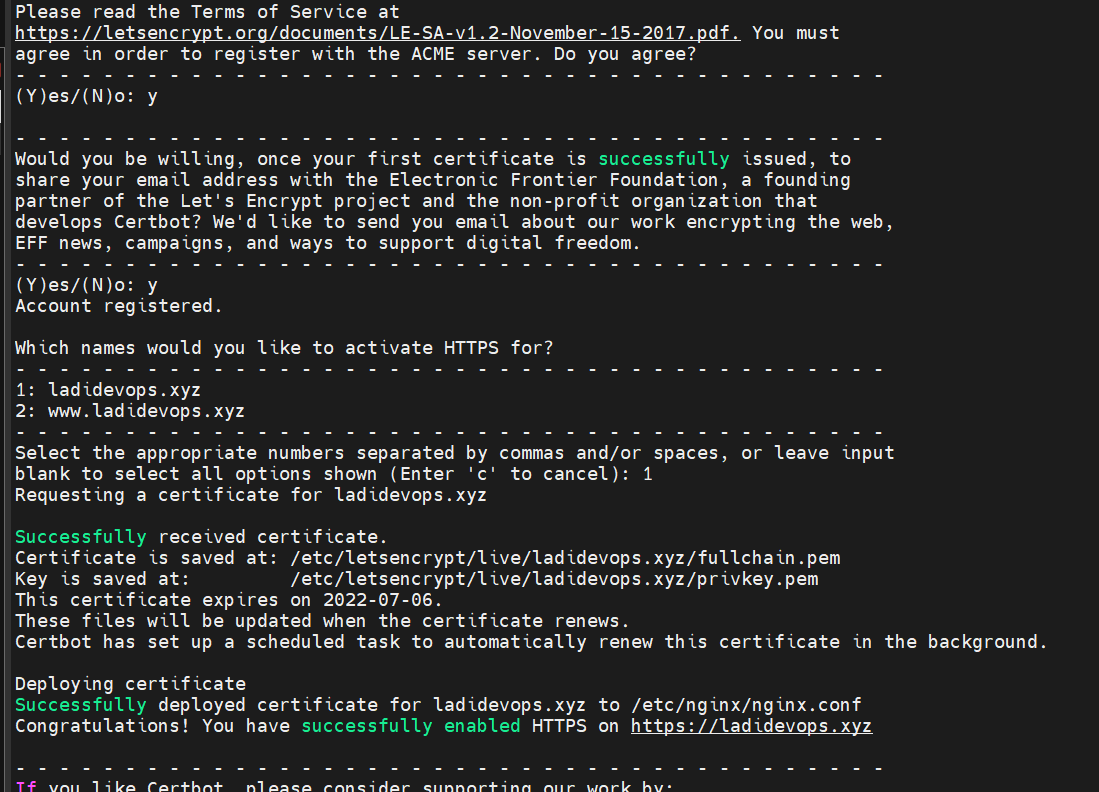 Please read the Terms of Service at
https://letsencrypt.org/documents/LE-SA-v1.2-November-15-2017.pdf. You must
agree in order to register with the ACME server. Do you agree?
- - - - - - - - - - - - - - - - - - - - - - - - - - - - - - - - - - - - - - - -
(Y)es/(N)o: y
- - - - - - - - - - - - - - - - - - - - - - - - - - - - - - - - - - - - - - - -
Would you be willing, once your first certificate is successfully issued, to
share your email address with the Electronic Frontier Foundation, a founding
partner of the Let's Encrypt project and the non-profit organization that
develops Certbot? We'd like to send you email about our work encrypting the web,
EFF news, campaigns, and ways to support digital freedom.
- - - - - - - - - - - - - - - - - - - - - - - - - - - - - - - - - - - - - - - -
(Y)es/(N)o: y
Account registered.
Which names would you like to activate HTTPS for?
- - - - - - - - - - - - - - - - - - - - - - - - - - - - - - - - - - - - - - - -
1: ladidevops.xyz
2: www.ladidevops.xyz
- - - - - - - - - - - - - - - - - - - - - - - - - - - - - - - - - - - - - - - -
Select the appropriate numbers separated by commas and/or spaces, or leave input
blank to select all options shown (Enter 'c' to cancel): 1
Requesting a certificate for ladidevops.xyz
Successfully received certificate.
Certificate is saved at: /etc/letsencrypt/live/ladidevops.xyz/fullchain.pem
Key is saved at:         /etc/letsencrypt/live/ladidevops.xyz/privkey.pem
This certificate expires on 2022-07-06.
These files will be updated when the certificate renews.
Certbot has set up a scheduled task to automatically renew this certificate in the background.
Deploying certificate
Successfully deployed certificate for ladidevops.xyz to /etc/nginx/nginx.conf
Congratulations! You have successfully enabled HTTPS on https://ladidevops.xyz
- - - - - - - - - - - - - - - - - - - - - - - - - - - - - - - - - - - - - - - -
If you like Certbot, please consider supporting our work by: